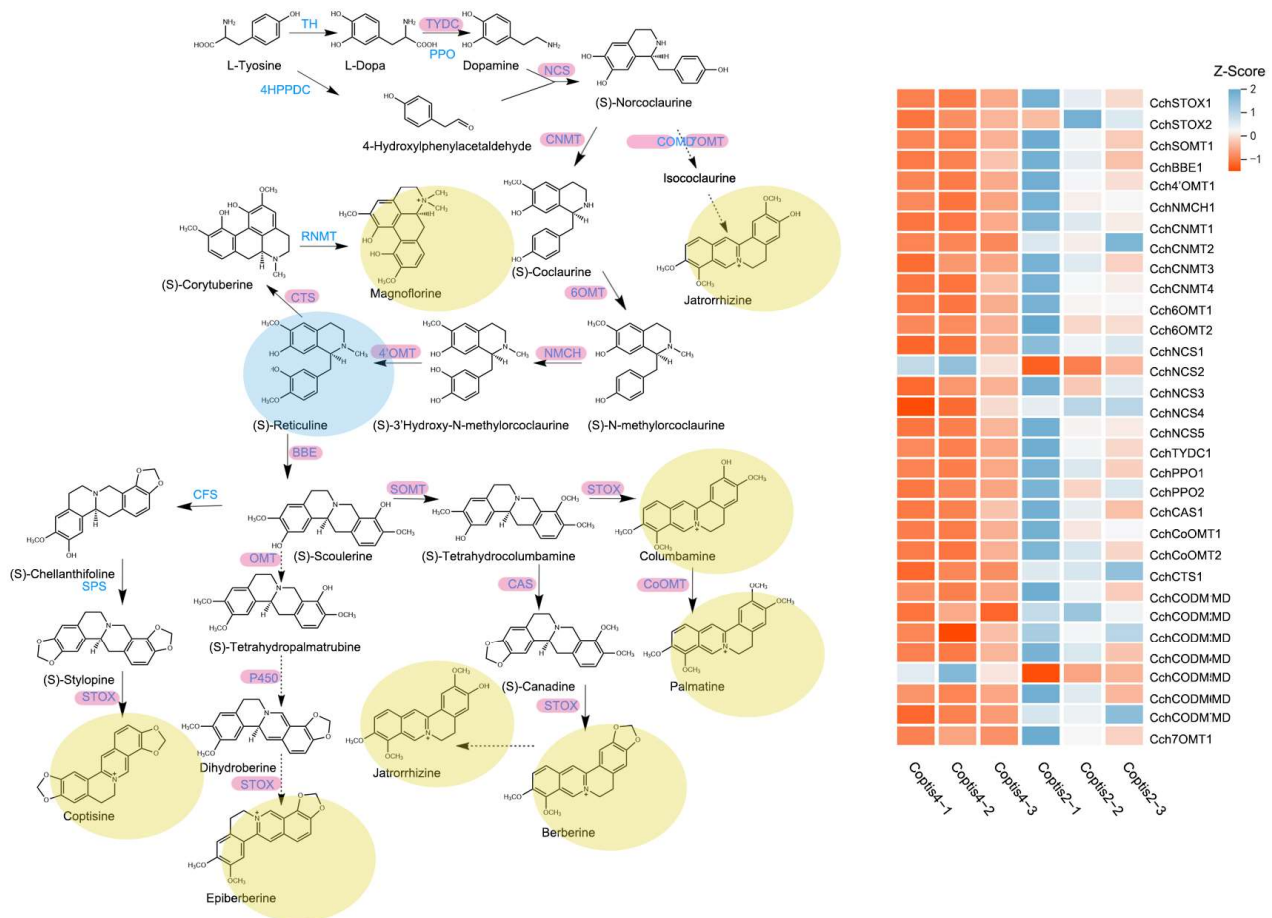 L-Tyosine
TH
L-Dopa
TYDC
PPO
Dopamine
NCS
(S)-Norcoclaurine
4HPPDC
4-Hydroxylphenylacetaldehyde
CNMT
7OMT
Isococlaurine
Jatrorrhizine
(S)-Coclaurine
6OMT
(S)-Corytuberine
RNMT
Magnoflorine
CTS
4'OMT
NMCH
(S)-Reticuline
(S)-3'Hydroxy-N-methylorcoclaurine
(S)-N-methylorcoclaurine
BBE
CFS
(S)-Scoulerine
SOMT
(S)-Tetrahydrocolumbamine
STOX
Columbamine
(S)-Chellanthifoline
OMT
CAS
CoOMT
SPS
(S)-Tetrahydropalmatrubine
(S)-Canadine
Palmatine
(S)-Stylopine
P450
STOX
STOX
Dihydroberine
Jatrorrhizine
Berberine
Coptisine
STOX
Epiberberine
Z-Score
2
1
0
−1
CchSTOX1
CchSTOX2
CchSOMT1
CchBBE1
Cch4'OMT1
CchNMCH1
CchCNMT1
CchCNMT2
CchCNMT3
CchCNMT4
Cch6OMT1
Cch6OMT2
CchNCS1
CchNCS2
CchNCS3
CchNCS4
CchNCS5
CchTYDC1
CchPPO1
CchPPO2
CchCAS1
CchCoOMT1
CchCoOMT2
CchCTS1
Cch7OMT1
Coptis4−1
Coptis4−2
Coptis4−3
Coptis2−1
Coptis2−2
Coptis2−3